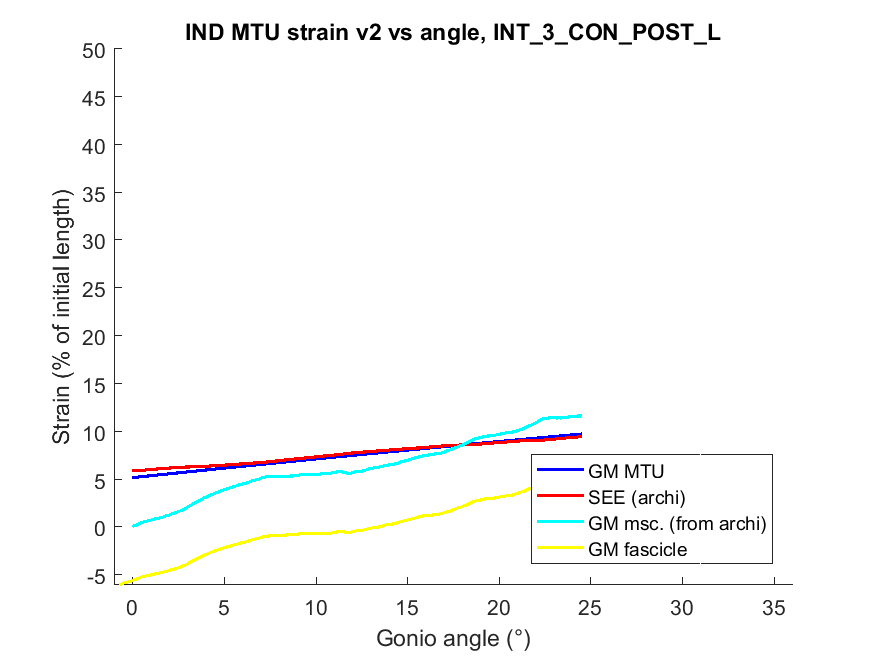 IND MTU strain v2 vs angle, INT_3_CON_POST_L
50
45
40
35
30
25
20
15
10
5
0
-5
Strain (% of initial length)
GM MTU
SEE (archi)
GM msc. (from archi)
GM fascicle
0 5 10 15 20 25 30 35
Gonio angle (°)